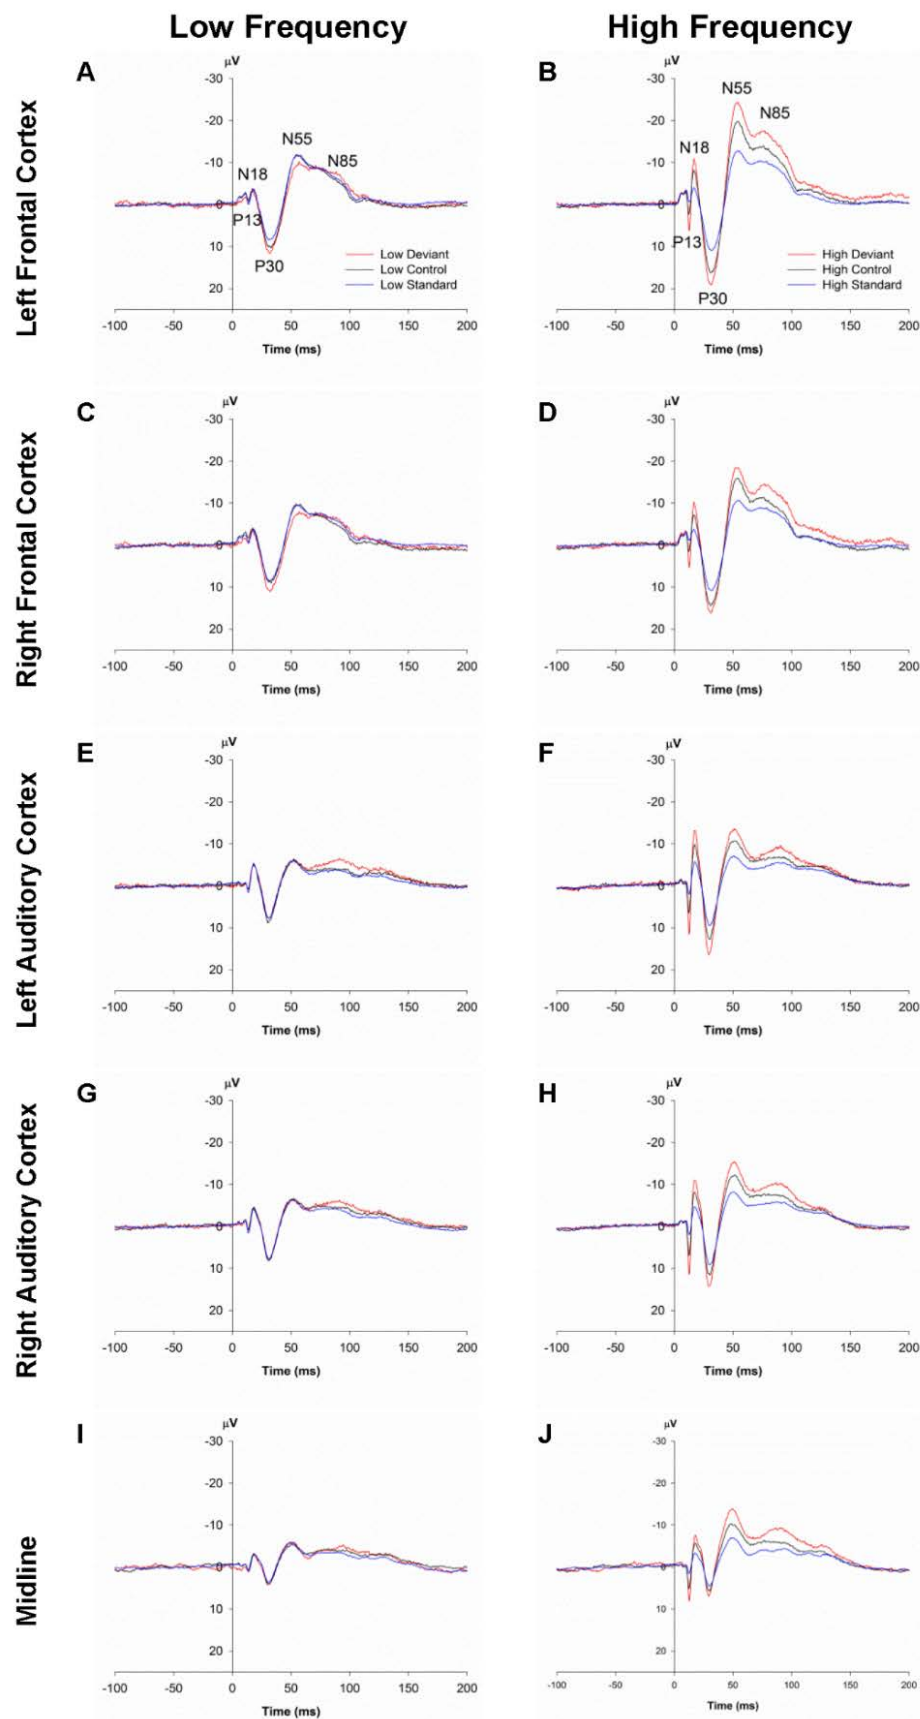 Low Frequency
High Frequency
Left Frontal Cortex
A
µV
-30
-20
-10
0
10
20
N18
P13
P30
N55
N85
Low Deviant
Low Control
Low Standard
-100 -50 0 50 100 150 200
Time (ms)
B
µV
-30
-20
-10
0
10
20
N18
P13
P30
N55
N85
High Deviant
High Control
High Standard
-100 -50 0 50 100 150 200
Time (ms)
Right Frontal Cortex
C
µV
-30
-20
-10
0
10
20
-100 -50 0 50 100 150 200
Time (ms)
D
µV
-30
-20
-10
0
10
20
-100 -50 0 50 100 150 200
Time (ms)
Left Auditory Cortex
E
µV
-30
-20
-10
0
10
20
-100 -50 0 50 100 150 200
Time (ms)
F
µV
-30
-20
-10
0
10
20
-100 -50 0 50 100 150 200
Time (ms)
Right Auditory Cortex
G
µV
-30
-20
-10
0
10
20
-100 -50 0 50 100 150 200
Time (ms)
H
µV
-30
-20
-10
0
10
20
-100 -50 0 50 100 150 200
Time (ms)
Midline
I
µV
-30
-20
-10
0
10
20
-100 -50 0 50 100 150 200
Time (ms)
J
µV
-30
-20
-10
0
10
20
-100 -50 0 50 100 150 200
Time (ms)